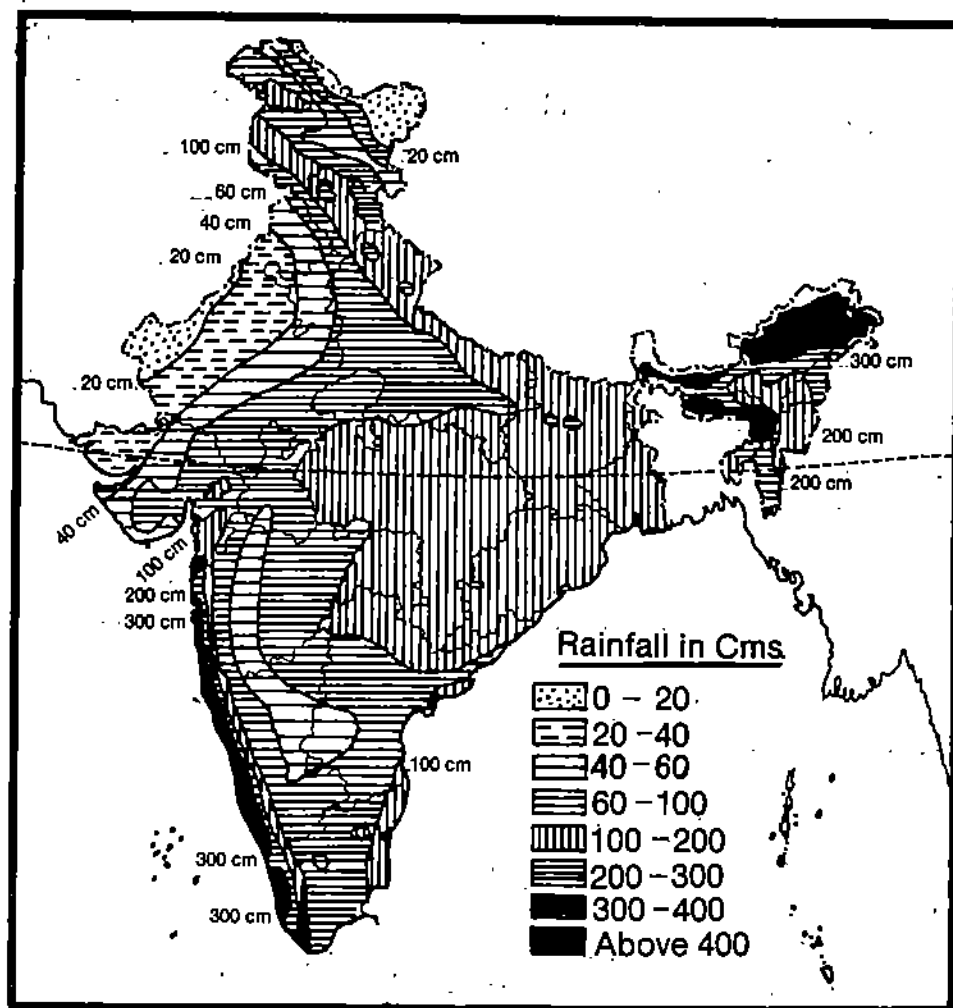 100 cm
20 cm
60 cm
40 cm
20 cm
20 cm
300 cm
200 cm
200 cm
40 cm
100 cm
200 cm
300 cm
100 cm
300 cm
300 cm
Rainfall in Cms.
0 – 20
20 – 40
40 – 60
60 – 100
100 – 200
200 – 300
300 – 400
Above 400